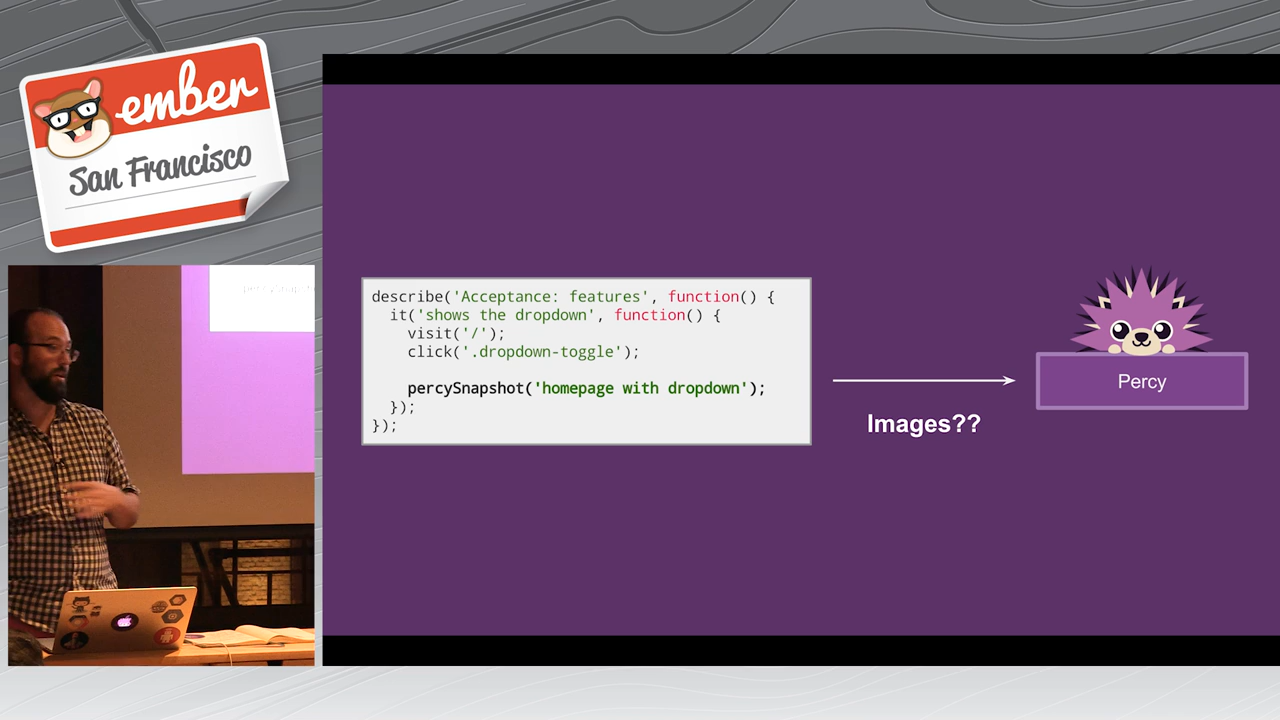 ember
San Francisco
describe('Acceptance: features', function() {
it('shows the dropdown', function() {
visit('/');
click('.dropdown-toggle');
percySnapshot('homepage with dropdown');
});
});
Images??
Percy